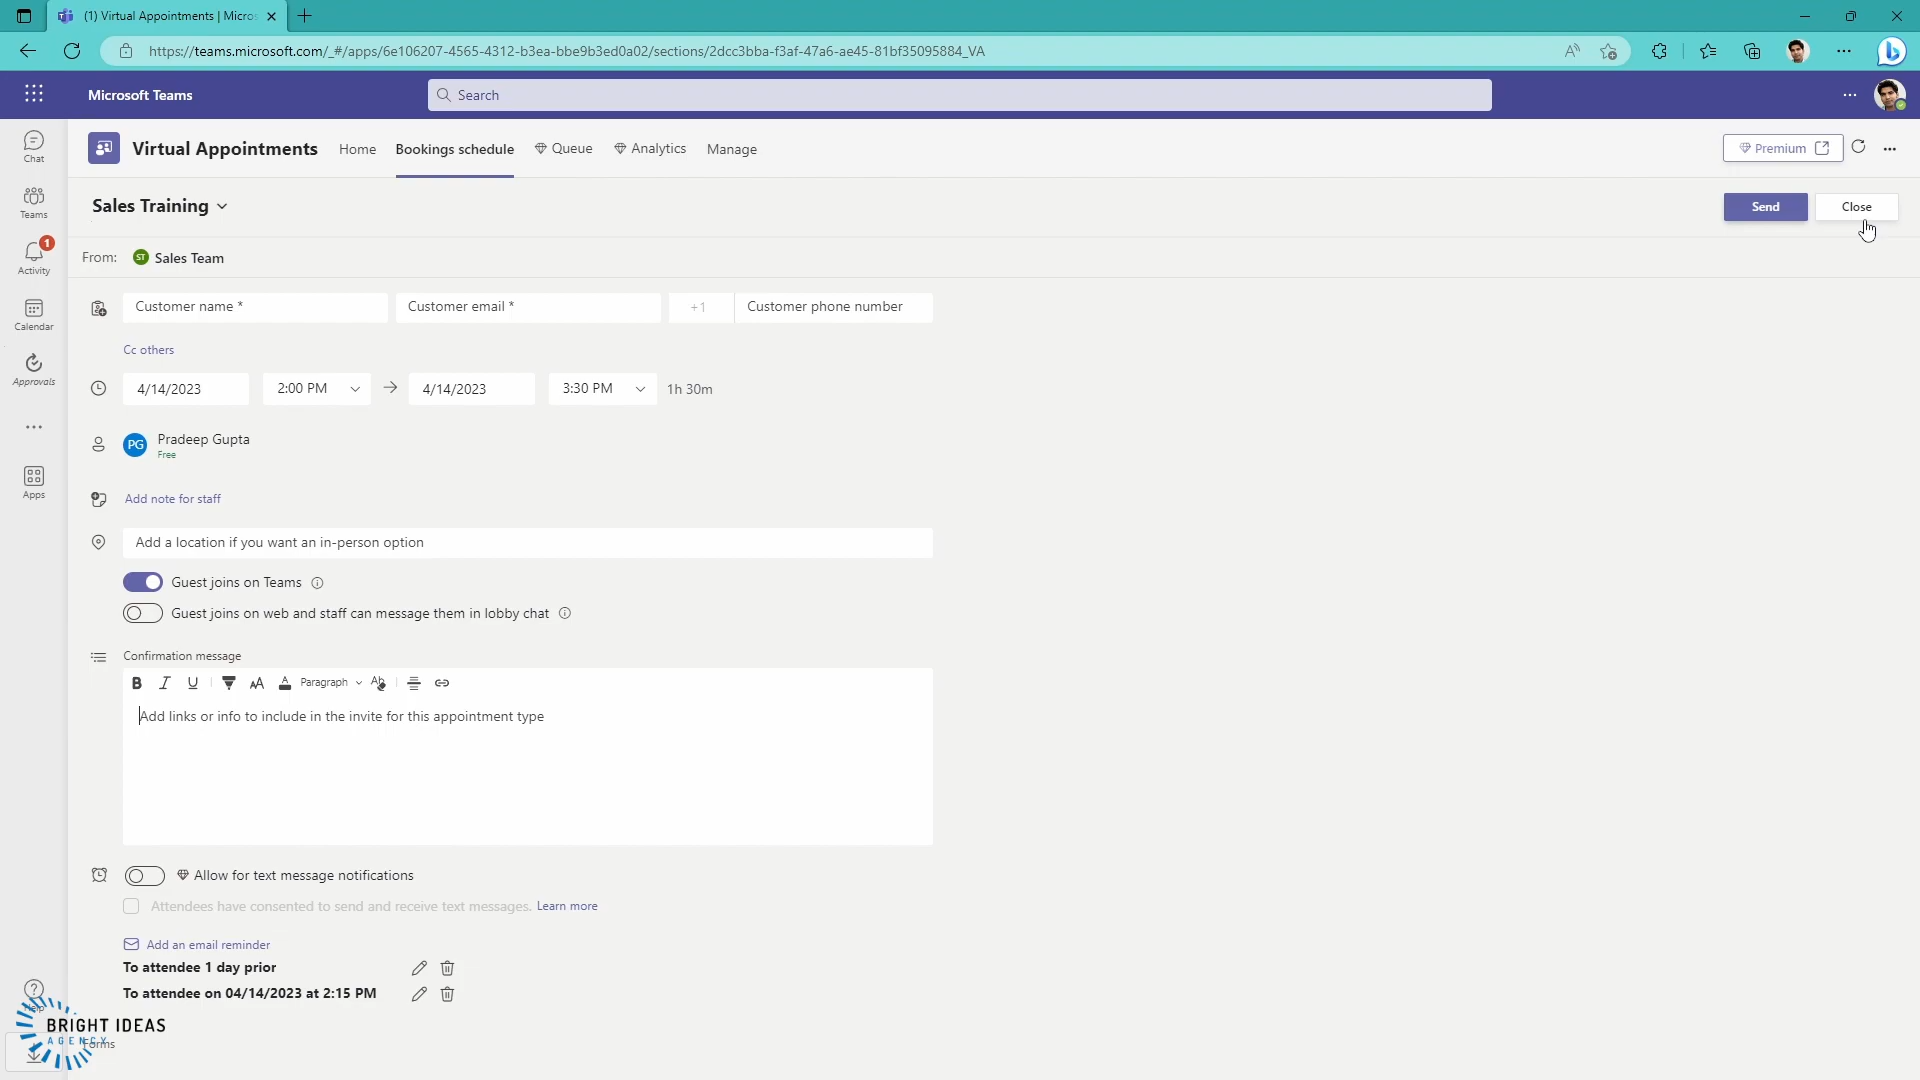 (1) Virtual Appointments | Micros
https://teams.microsoft.com/_#/apps/6e106207-4565-4312-b3ea-bbe9b3ed0a02/sections/2dcc3bba-f3af-47a6-ae45-81bf35095884_VA
Microsoft Teams
Search
Virtual Appointments Home Bookings schedule Queue Analytics Manage Premium
Sales Training Send Close
From: ST Sales Team
Customer name * Customer email * +1 Customer phone number
Cc others
4/14/2023 2:00 PM 4/14/2023 3:30 PM 1h 30m
PG Pradeep Gupta
Free
Add note for staff
Add a location if you want an in-person option
Guest joins on Teams
Guest joins on web and staff can message them in lobby chat
Confirmation message
B I U AA A Paragraph Ab
Add links or info to include in the invite for this appointment type
Allow for text message notifications
Attendees have consented to send and receive text messages. Learn more
Add an email reminder
To attendee 1 day prior
To attendee on 04/14/2023 at 2:15 PM
Forms
Chat
Teams
1
Activity
Calendar
Approvals
Apps
Help
BRIGHT IDEAS
AGENCY